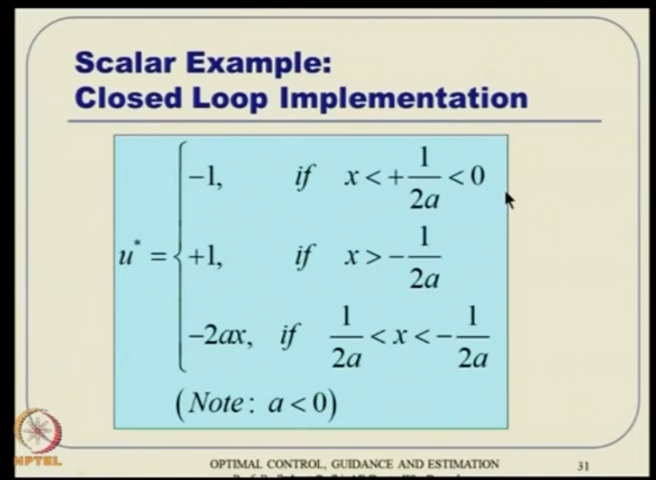 Scalar Example:
Closed Loop Implementation
u* = { −1, if x < + 1/2a < 0
+1, if x > − 1/2a
−2ax, if 1/2a < x < − 1/2a
(Note: a < 0)
NPTEL
OPTIMAL CONTROL, GUIDANCE AND ESTIMATION 31